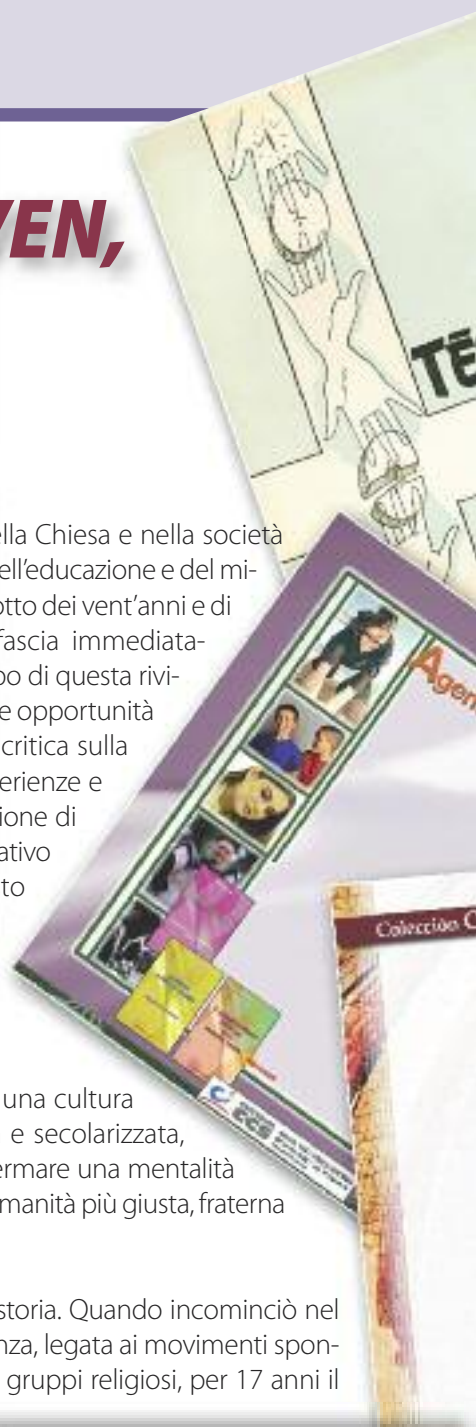 VEN,
TÉ
ella Chiesa e nella società
ell'educazione e del mi-
otto dei vent'anni e di
fascia immediata-
po di questa rivi-
e opportunità
critica sulla
erienze e
ione di
ativo
to
Agen
Colección C
una cultura
e secolarizzata,
ermare una mentalità
manità più giusta, fraterna
storia. Quando incominciò nel
nza, legata ai movimenti spon-
gruppi religiosi, per 17 anni il